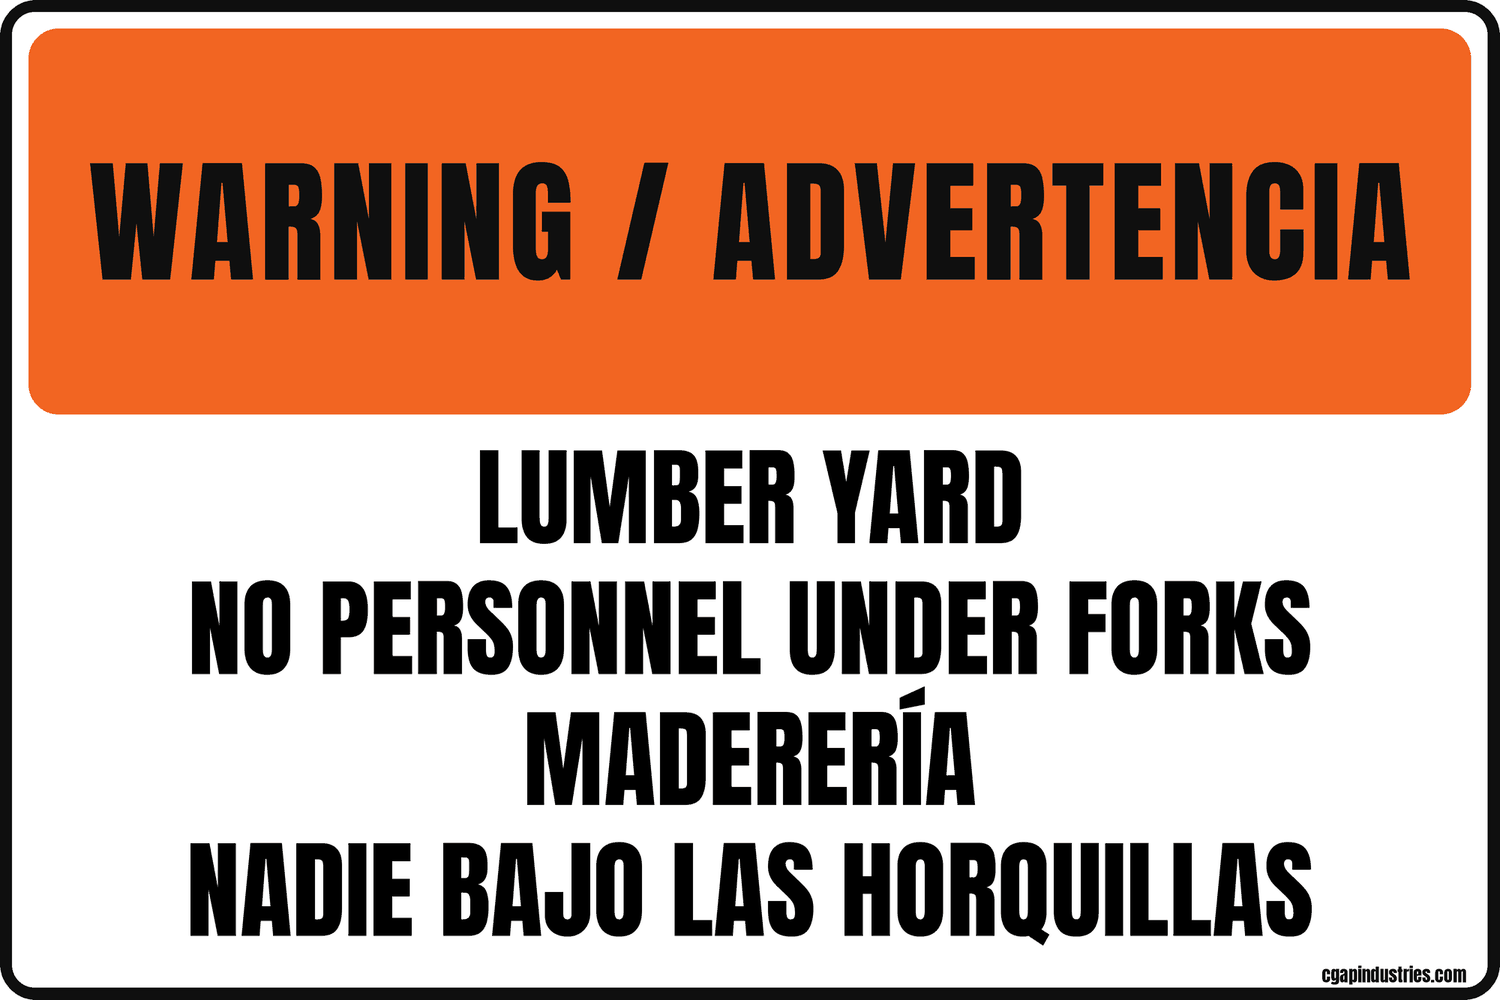 WARNING / ADVERTENCIA
LUMBER YARD
NO PERSONNEL UNDER FORKS
MADERERÍA
NADIE BAJO LAS HORQUILLAS
cgapindustries.com